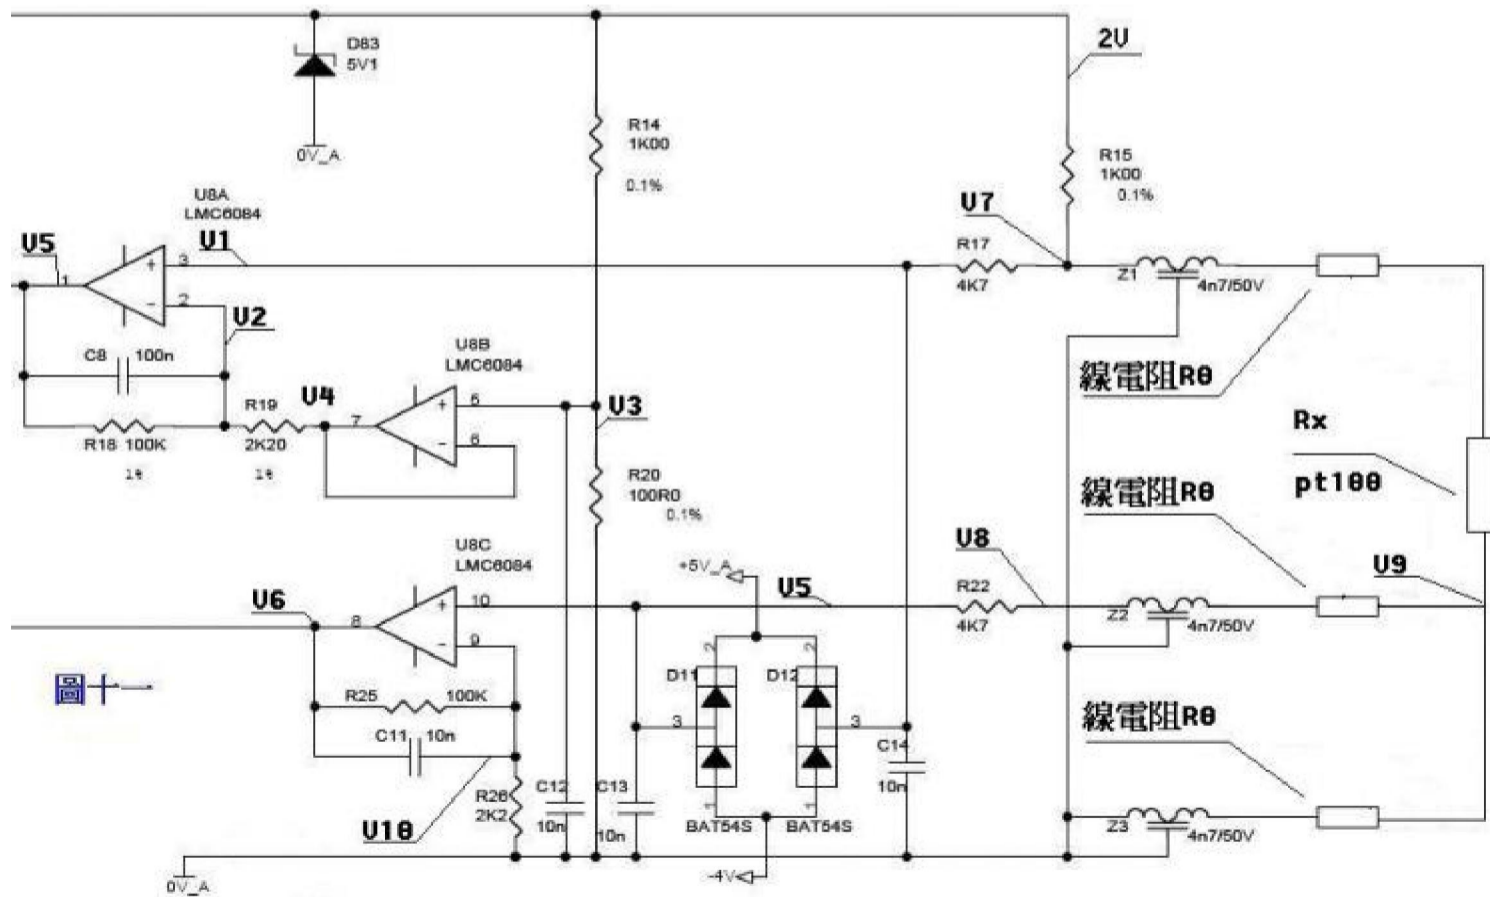 D83
5V1
0V_A
2V
R14
1K00
0.1%
R15
1K00
0.1%
U8A
LMC6084
V5
1
V1
3
+
2
-
V2
V7
R17
4K7
Z1
4n7/50V
C8
100n
U8B
LMC6084
線電阻R0
R19
V4
7
+
5
V3
-
6
R18
100K
2K20
1%
1%
R20
100R0
0.1%
Rx
pt100
線電阻R0
U8C
LMC6084
+5V_A
V8
V9
V6
8
+
10
V5
R22
4K7
-
9
Z2
4n7/50V
圖十一
R25
100K
2
2
D11
D12
線電阻R0
3
3
C11
10n
C14
10n
R26
2K2
C12
C13
V10
10n
10n
1
1
BAT54S
BAT54S
Z3
4n7/50V
0V_A
-4V